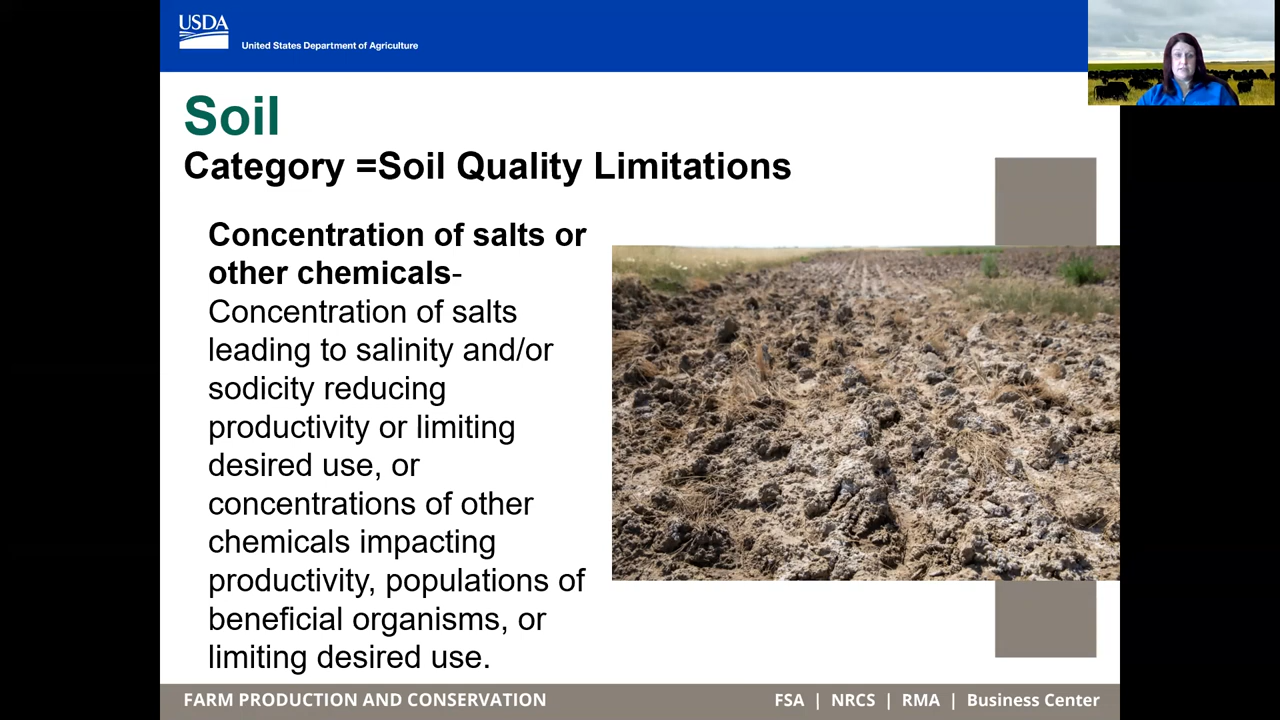 USDA
United States Department of Agriculture
Soil
Category =Soil Quality Limitations
Concentration of salts or
other chemicals-
Concentration of salts
leading to salinity and/or
sodicity reducing
productivity or limiting
desired use, or
concentrations of other
chemicals impacting
productivity, populations of
beneficial organisms, or
limiting desired use.
FARM PRODUCTION AND CONSERVATION
FSA | NRCS | RMA | Business Center